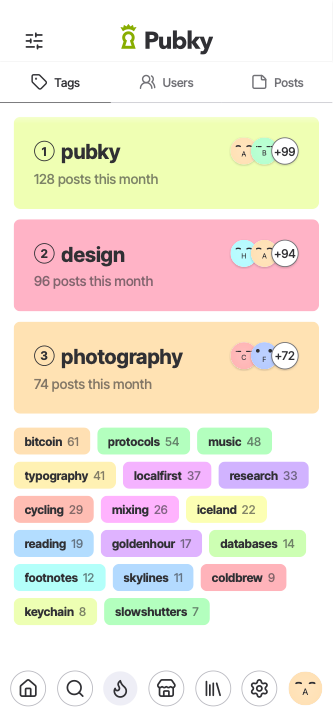 Pubky
Tags Users Posts
1 pubky A B +99
128 posts this month
2 design H A +94
96 posts this month
3 photography C F +72
74 posts this month
bitcoin 61 protocols 54 music 48
typography 41 localfirst 37 research 33
cycling 29 mixing 26 iceland 22
reading 19 goldenhour 17 databases 14
footnotes 12 skylines 11 coldbrew 9
keychain 8 slowshutters 7
A